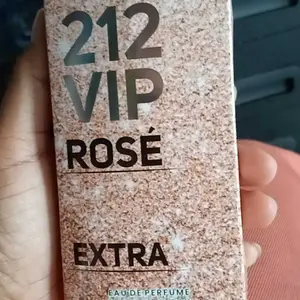 212
VIP
ROSÉ
EXTRA
EAU DE PERFUME